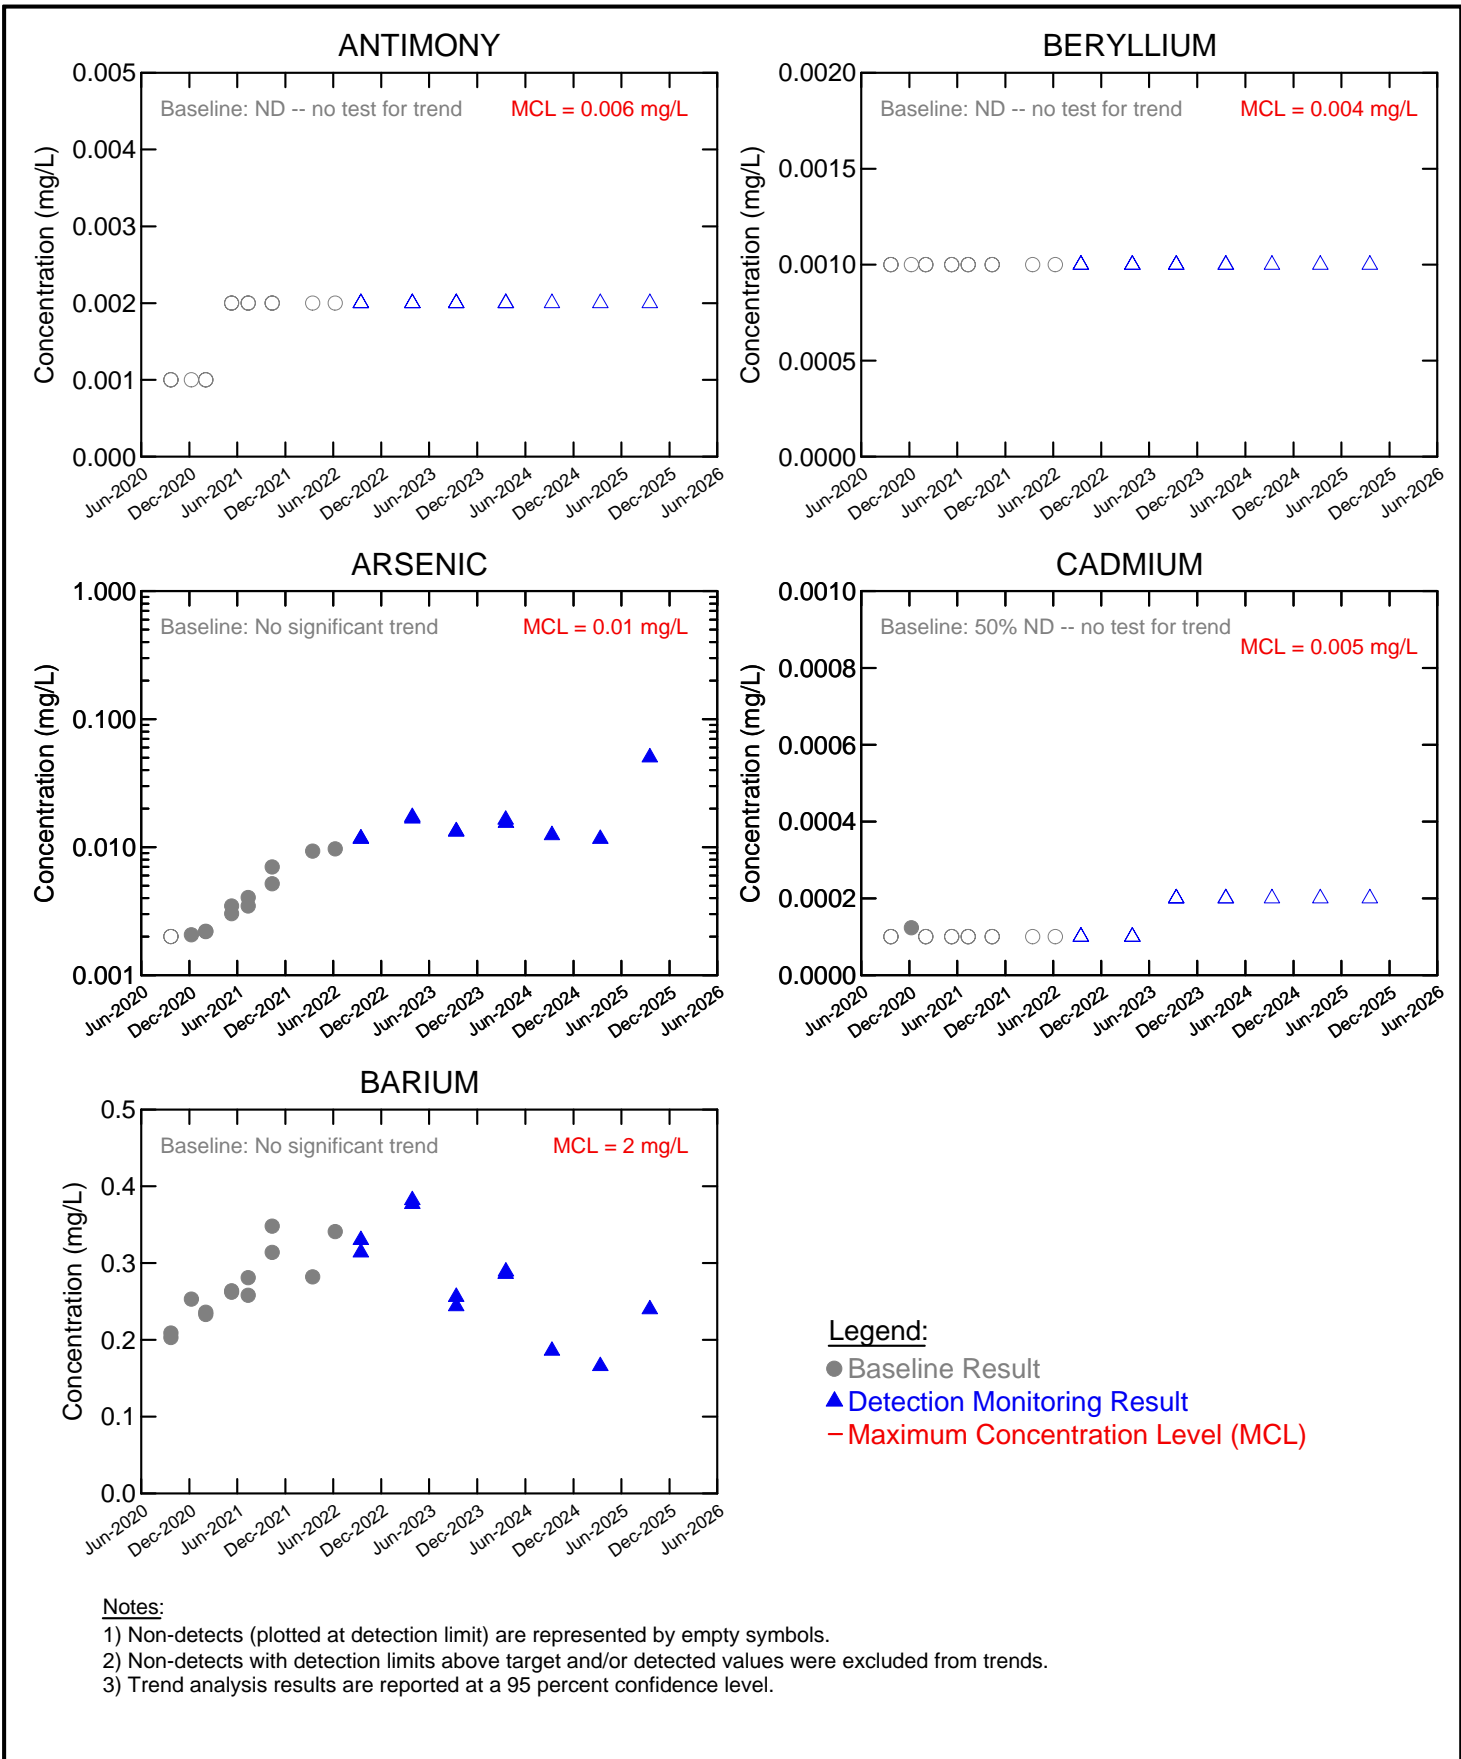 ANTIMONY
Baseline: ND -- no test for trend
MCL = 0.006 mg/L
Concentration (mg/L)
0.005
0.004
0.003
0.002
0.001
0.000
Jun-2020
Dec-2020
Jun-2021
Dec-2021
Jun-2022
Dec-2022
Jun-2023
Dec-2023
Jun-2024
Dec-2024
Jun-2025
Dec-2025
Jun-2026
BERYLLIUM
Baseline: ND -- no test for trend
MCL = 0.004 mg/L
Concentration (mg/L)
0.0020
0.0015
0.0010
0.0005
0.0000
Jun-2020
Dec-2020
Jun-2021
Dec-2021
Jun-2022
Dec-2022
Jun-2023
Dec-2023
Jun-2024
Dec-2024
Jun-2025
Dec-2025
Jun-2026
ARSENIC
Baseline: No significant trend
MCL = 0.01 mg/L
Concentration (mg/L)
1.000
0.100
0.010
0.001
Jun-2020
Dec-2020
Jun-2021
Dec-2021
Jun-2022
Dec-2022
Jun-2023
Dec-2023
Jun-2024
Dec-2024
Jun-2025
Dec-2025
Jun-2026
CADMIUM
Baseline: 50% ND -- no test for trend
MCL = 0.005 mg/L
Concentration (mg/L)
0.0010
0.0008
0.0006
0.0004
0.0002
0.0000
Jun-2020
Dec-2020
Jun-2021
Dec-2021
Jun-2022
Dec-2022
Jun-2023
Dec-2023
Jun-2024
Dec-2024
Jun-2025
Dec-2025
Jun-2026
BARIUM
Baseline: No significant trend
MCL = 2 mg/L
Concentration (mg/L)
0.5
0.4
0.3
0.2
0.1
0.0
Jun-2020
Dec-2020
Jun-2021
Dec-2021
Jun-2022
Dec-2022
Jun-2023
Dec-2023
Jun-2024
Dec-2024
Jun-2025
Dec-2025
Jun-2026
Legend:
Baseline Result
Detection Monitoring Result
Maximum Concentration Level (MCL)
Notes:
1) Non-detects (plotted at detection limit) are represented by empty symbols.
2) Non-detects with detection limits above target and/or detected values were excluded from trends.
3) Trend analysis results are reported at a 95 percent confidence level.